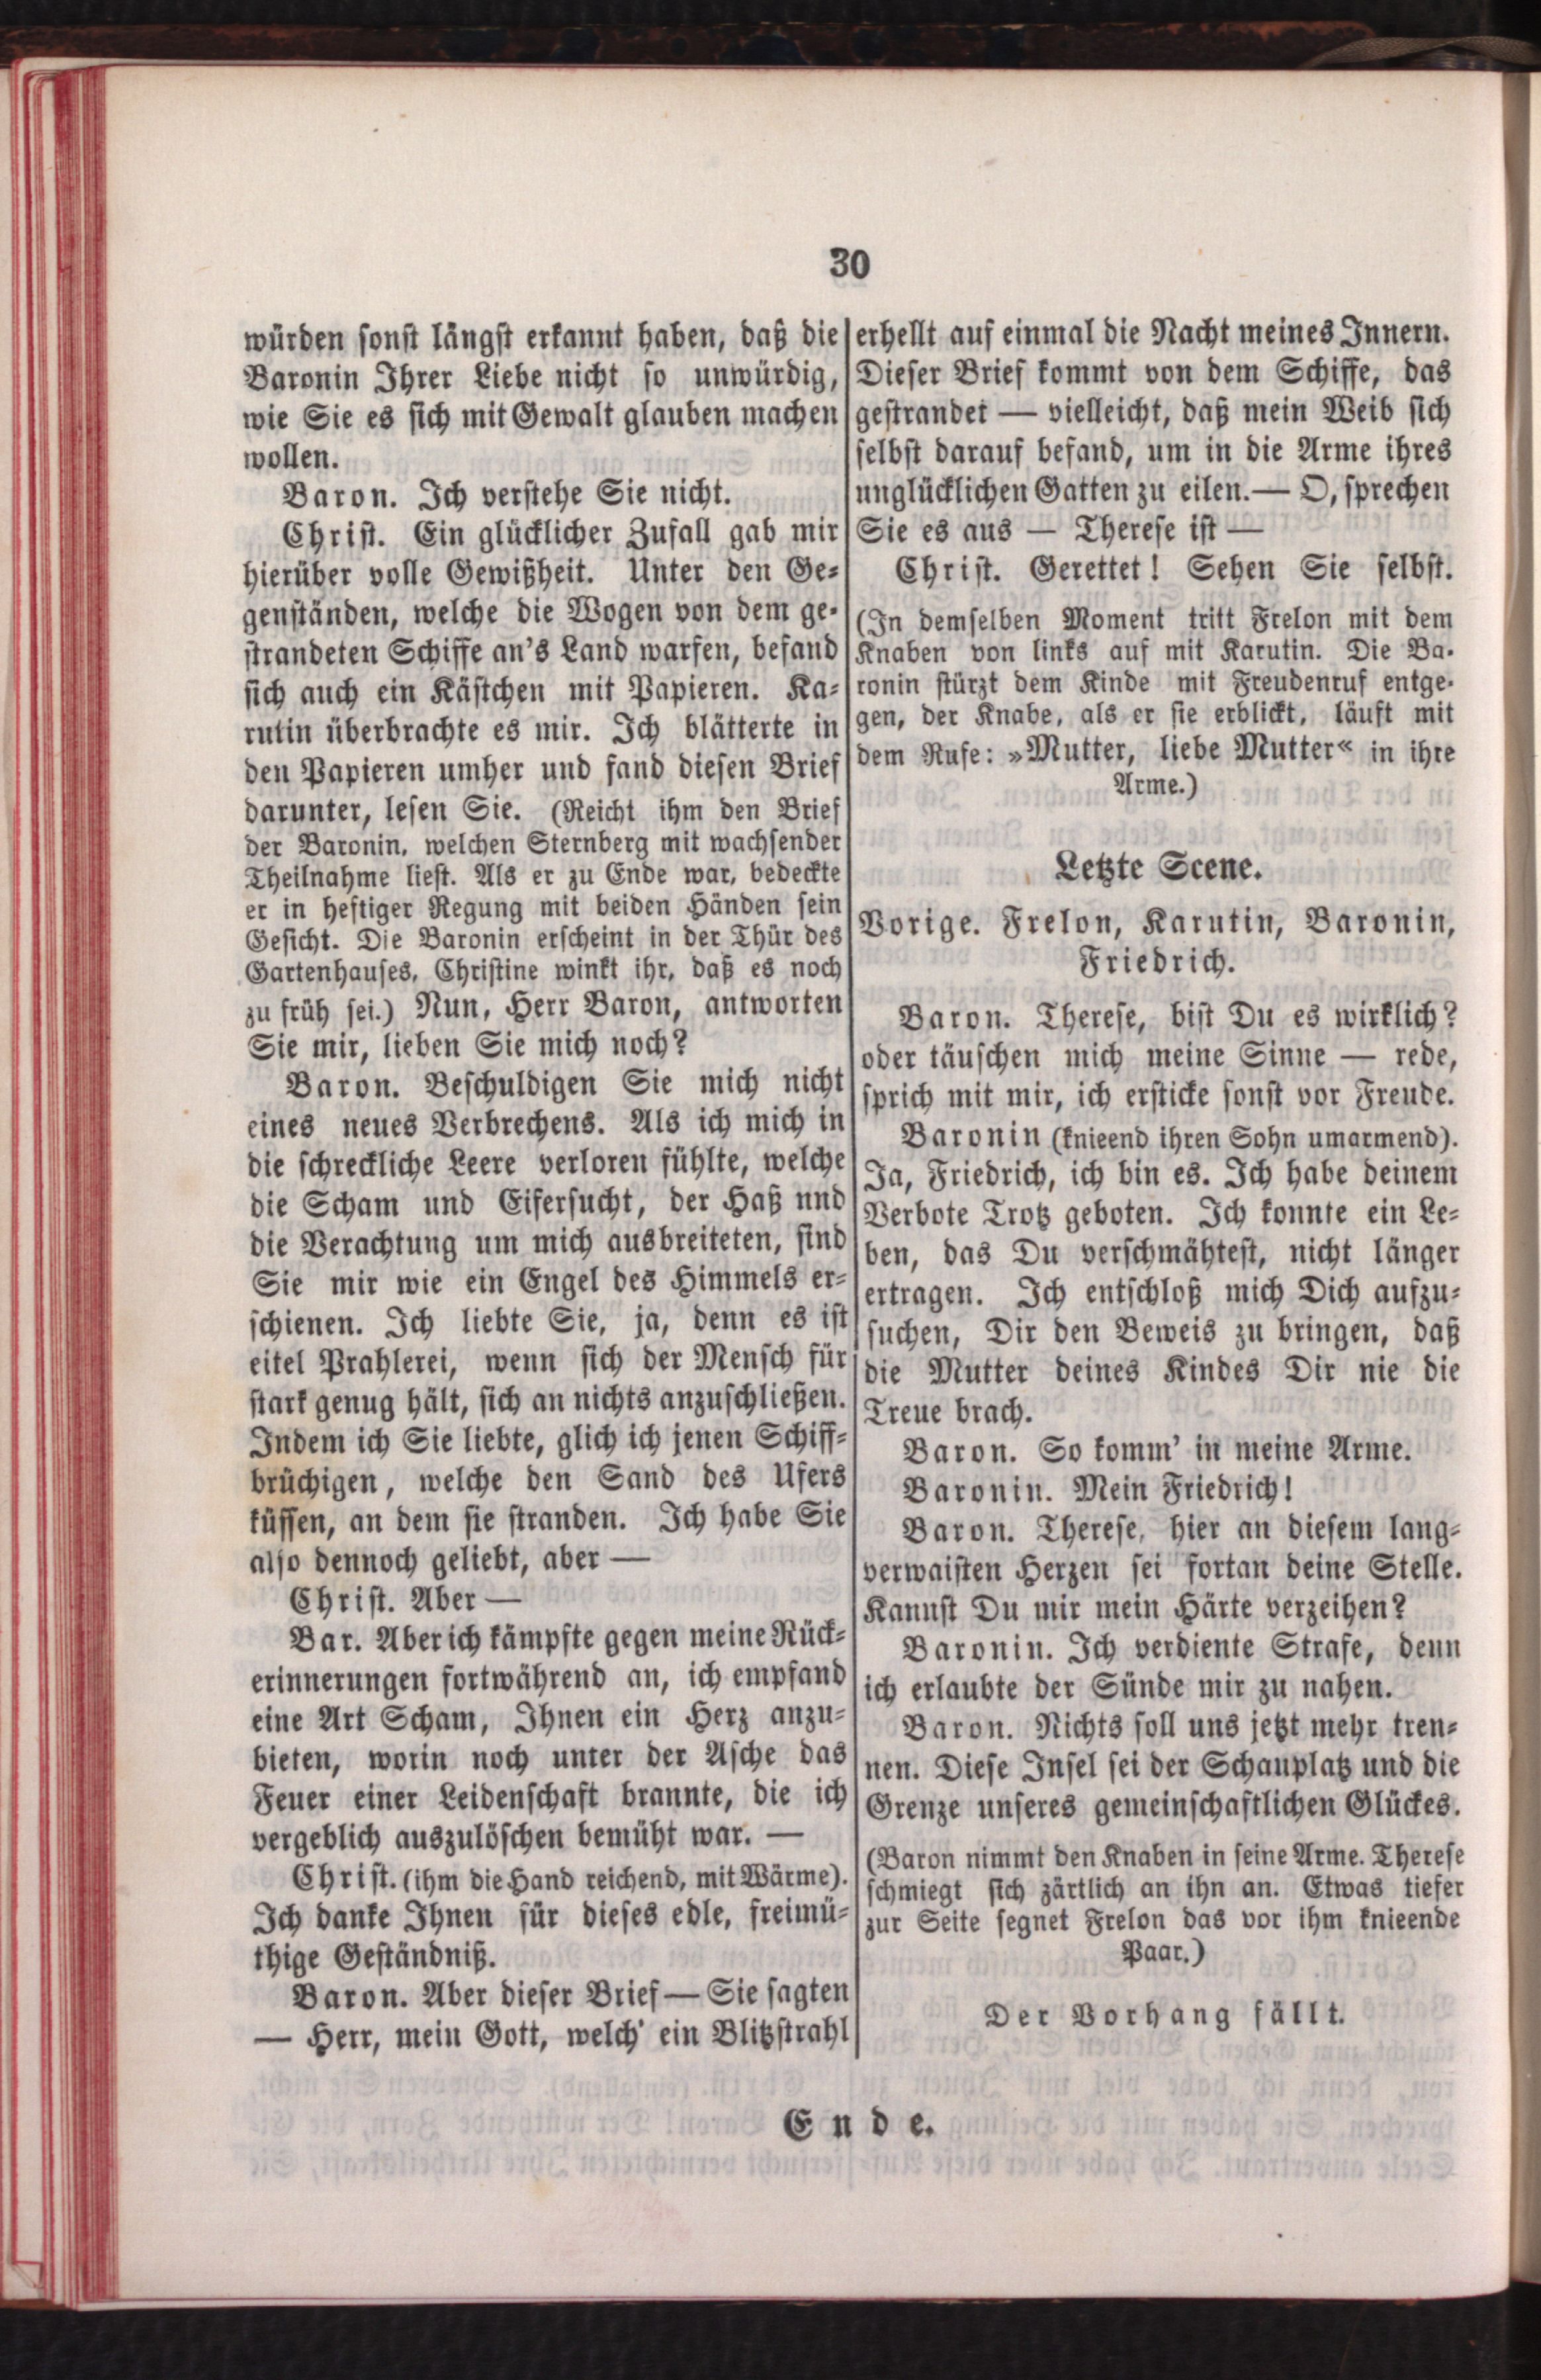 30
würden sonst längst erkannt haben, daß die
Baronin Ihrer Liebe nicht so unwürdig,
wie Sie es sich mit Gewalt glauben machen
wollen.
Baron. Ich verstehe Sie nicht.
Christ. Ein glücklicher Zufall gab mir
hierüber volle Gewißheit. Unter den Ge-
genständen, welche die Wogen von dem ge-
strandeten Schiffe an's Land warfen, befand
sich auch ein Kästchen mit Papieren. Ka-
rutin überbrachte es mir. Ich blätterte in
den Papieren umher und fand diesen Brief
darunter, lesen Sie. (Reicht ihm den Brief
der Baronin, welchen Sternberg mit wachsender
Theilnahme liest. Als er zu Ende war, bedeckte
er in heftiger Regung mit beiden Händen sein
Gesicht. Die Baronin erscheint in der Thür des
Gartenhauses, Christine winkt ihr, daß es noch
zu früh sei.) Nun, Herr Baron, antworten
Sie mir, lieben Sie mich noch?
Baron. Beschuldigen Sie mich nicht
eines neues Verbrechens. Als ich mich in
die schreckliche Leere verloren fühlte, welche
die Scham und Eifersucht, der Haß nnd
die Verachtung um mich ausbreiteten, sind
Sie mir wie ein Engel des Himmels er-
schienen. Ich liebte Sie, ja, denn es ist
eitel Prahlerei, wenn sich der Mensch für
stark genug hält, sich an nichts anzuschließen.
Indem ich Sie liebte, glich ich jenen Schiff-
brüchigen, welche den Sand des Ufers
küssen, an dem sie stranden. Ich habe Sie
also dennoch geliebt, aber —
Christ. Aber —
Bar. Aber ich kämpfte gegen meine Rück-
erinnerungen fortwährend an, ich empfand
eine Art Scham, Ihnen ein Herz anzu-
bieten, worin noch unter der Asche das
Feuer einer Leidenschaft brannte, die ich
vergeblich auszulöschen bemüht war. —
Christ. (ihm die Hand reichend, mit Wärme).
Ich danke Ihnen für dieses edle, freimü-
thige Geständniß.
Baron. Aber dieser Brief — Sie sagten
— Herr, mein Gott, welch' ein Blitzstrahl
erhellt auf einmal die Nacht meines Innern.
Dieser Brief kommt von dem Schiffe, das
gestrandet — vielleicht, daß mein Weib sich
selbst darauf befand, um in die Arme ihres
unglücklichen Gatten zu eilen. — O, sprechen
Sie es aus — Therese ist —
Christ. Gerettet! Sehen Sie selbst.
(In demselben Moment tritt Frelon mit dem
Knaben von links auf mit Karutin. Die Ba-
ronin stürzt dem Kinde mit Freudenruf entge-
gen, der Knabe, als er sie erblickt, läuft mit
dem Rufe: »Mutter, liebe Mutter« in ihre
Arme.)
Letzte Scene.
Vorige. Frelon, Karutin, Baronin,
Friedrich.
Baron. Therese, bist Du es wirklich?
oder täuschen mich meine Sinne — rede,
sprich mit mir, ich ersticke sonst vor Freude.
Baronin (knieend ihren Sohn umarmend).
Ja, Friedrich, ich bin es. Ich habe deinem
Verbote Trotz geboten. Ich konnte ein Le-
ben, das Du verschmähtest, nicht länger
ertragen. Ich entschloß mich Dich aufzu-
suchen, Dir den Beweis zu bringen, daß
die Mutter deines Kindes Dir nie die
Treue brach.
Baron. So komm' in meine Arme.
Baronin. Mein Friedrich!
Baron. Therese, hier an diesem lang-
verwaisten Herzen sei fortan deine Stelle.
Kannst Du mir mein Härte verzeihen?
Baronin. Ich verdiente Strafe, denn
ich erlaubte der Sünde mir zu nahen.
Baron. Nichts soll uns jetzt mehr tren-
nen. Diese Insel sei der Schauplatz und die
Grenze unseres gemeinschaftlichen Glückes.
(Baron nimmt den Knaben in seine Arme. Therese
schmiegt sich zärtlich an ihn an. Etwas tiefer
zur Seite segnet Frelon das vor ihm knieende
Paar.)
Der Vorhang fällt.
Ende.